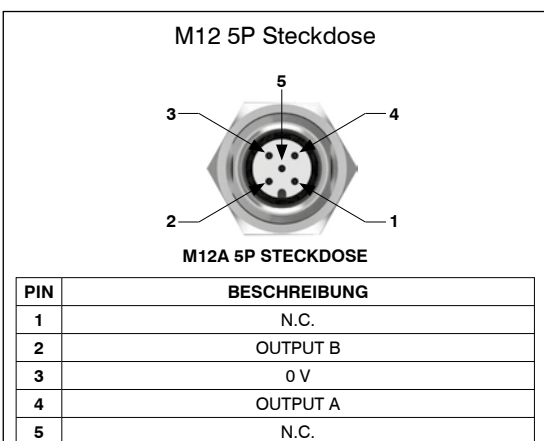 M12 5P Steckdose
5
3 4
2 1
M12A 5P STECKDOSE
PIN BESCHREIBUNG
1 N.C.
2 OUTPUT B
3 0 V
4 OUTPUT A
5 N.C.